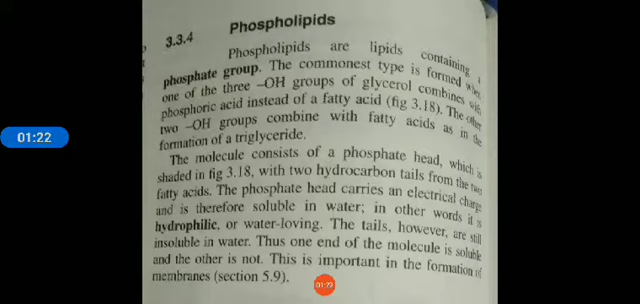 3.3.4 Phospholipids
Phospholipids are lipids containing a
phosphate group. The commonest type is formed when
one of the three –OH groups of glycerol combines with
phosphoric acid instead of a fatty acid (fig 3.18). The other
two –OH groups combine with fatty acids as in the
formation of a triglyceride.
The molecule consists of a phosphate head, which is
shaded in fig 3.18, with two hydrocarbon tails from the two
fatty acids. The phosphate head carries an electrical charge
and is therefore soluble in water; in other words it is
hydrophilic, or water-loving. The tails, however, are still
insoluble in water. Thus one end of the molecule is soluble
and the other is not. This is important in the formation of
membranes (section 5.9).
01:22
01:22